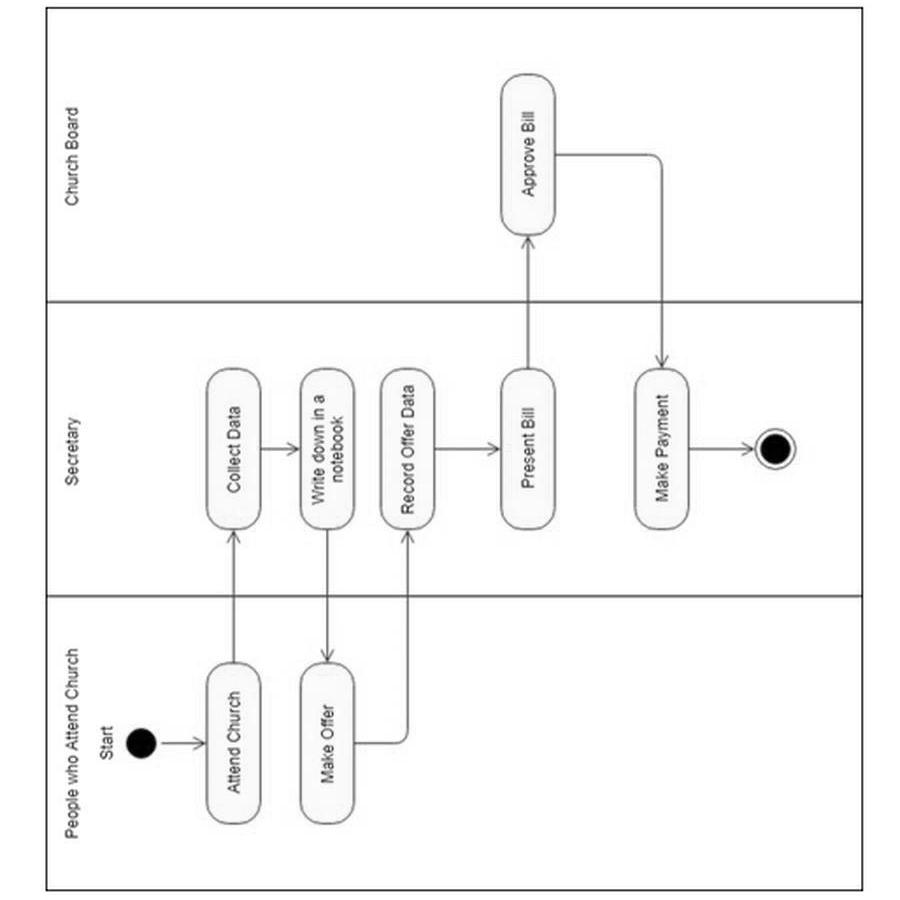 People who Attend Church
Secretary
Church Board
Start
Attend Church
Collect Data
Write down in a
notebook
Make Offer
Record Offer Data
Present Bill
Approve Bill
Make Payment